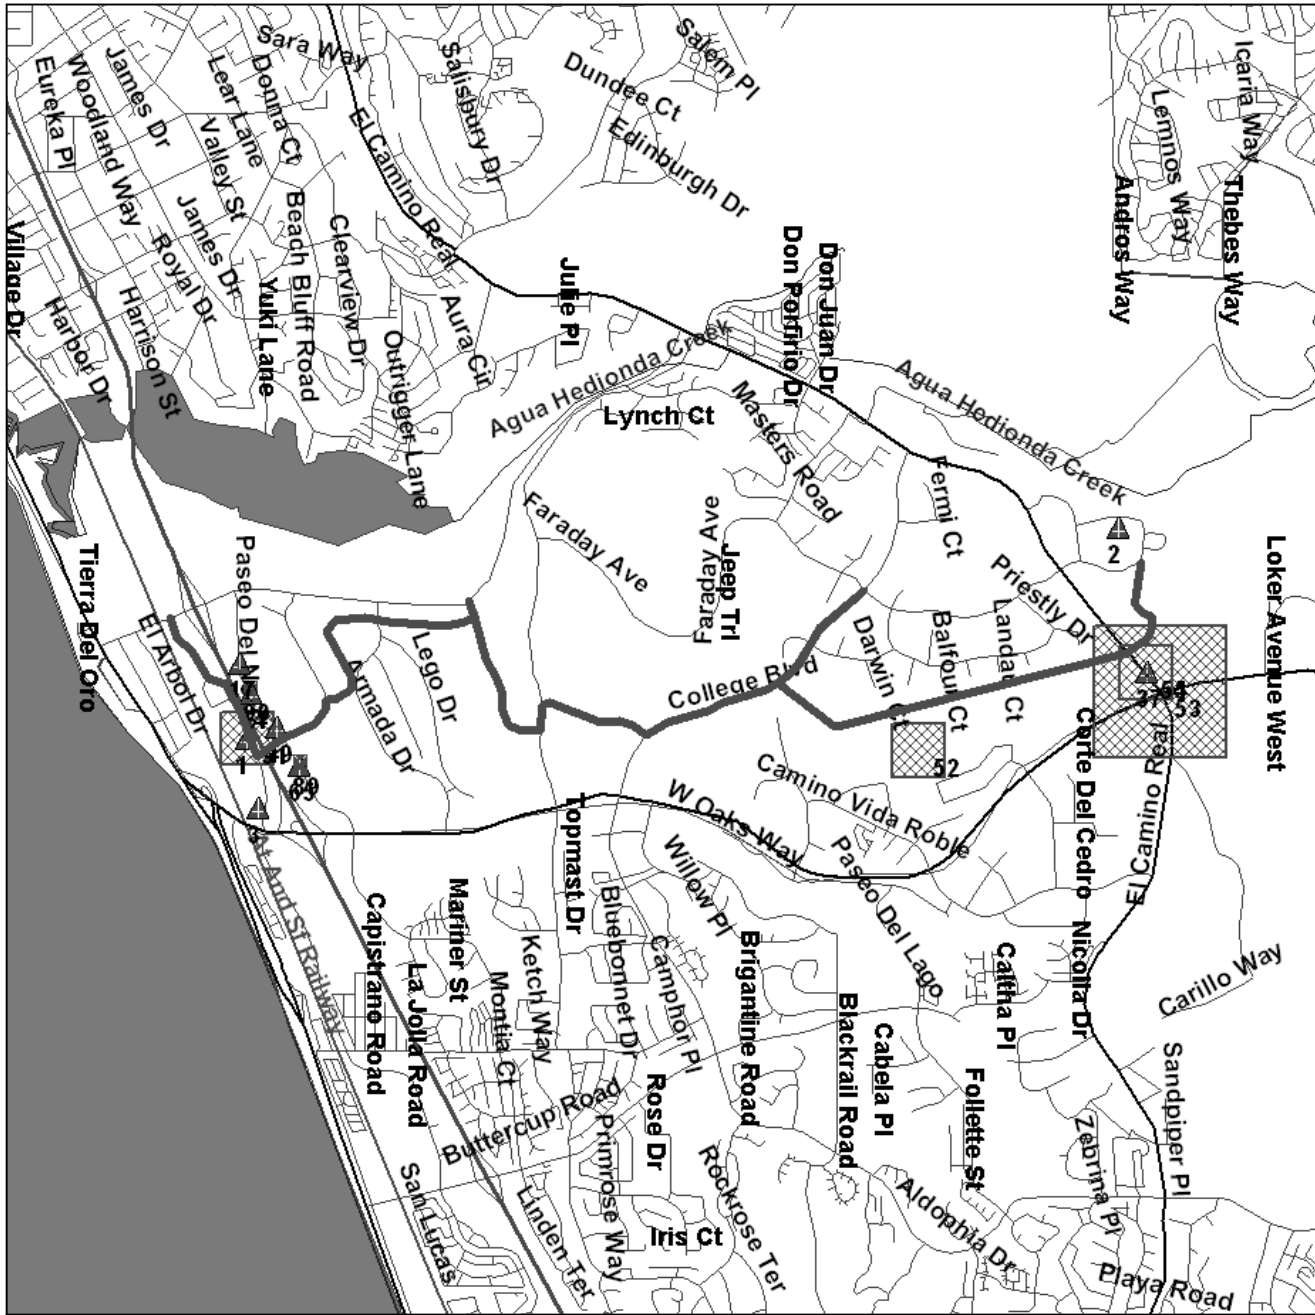 Sara Way
Salisbury Dr
Salem Pl
Dundee Ct
Edinburgh Dr
Icaria Way
Lemnos Way
Andros Way
Thebes Way
Eureka Pl
Woodland Way
James Dr
Lear Lane
Donna Ct
Valley St
El Camino Real
James Dr
Royal Dr
Beach Bluff Road
Clearview Dr
Yuki Lane
Village Dr
Harbor Dr
Harrison St
Outrigger Lane
Aura Cir
Julie Pl
Don Porfirio Dr
Don Juan Dr
Agua Hedionda Creek
Agua Hedionda Creek
Lynch Ct
Masters Road
Fermi Ct
Faraday Ave
Faraday Ave
Jeep Trl
Priestly Dr
2
Loker Avenue West
Tierra Del Oro
Paseo Del N
El Arbol Dr
Armada Dr
Lego Dr
College Blvd
Darwin Ct
Balfour Ct
Landau Ct
17
1
3
52
53
Camino Vida Roble
W Oaks Way
Corte Del Cedro
El Camino Real
At And Sf Railway
Topmast Dr
Willow Pl
Paseo Del Lago
Capistrano Road
La Jolla Road
Mariner St
Montia Ct
Ketch Way
Bluebonnet Dr
Camphor Pl
Brigantine Road
Blackrail Road
Cabela Pl
Caltha Pl
Nicolia Dr
Carillo Way
Follette St
Sandpiper Pl
Zebrina Pl
Buttercup Road
Rose Dr
Primrose Way
Rockrose Ter
Iris Ct
Linden Ter
San Lucas
Aldophia Dr
Playa Road